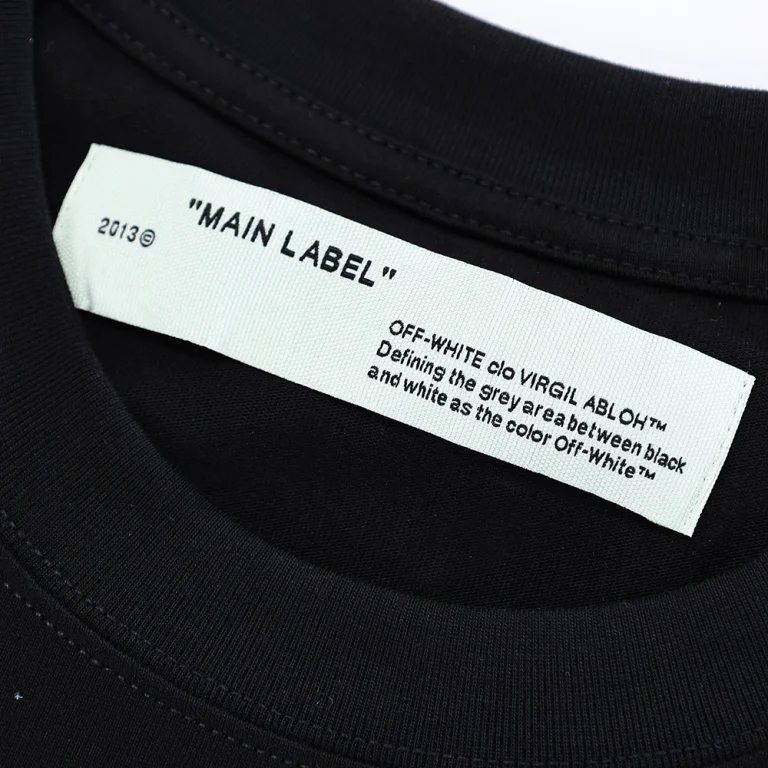 2013©
"MAIN LABEL"
OFF-WHITE c/o VIRGIL ABLOH™
Defining the grey area between black
and white as the color Off-White™